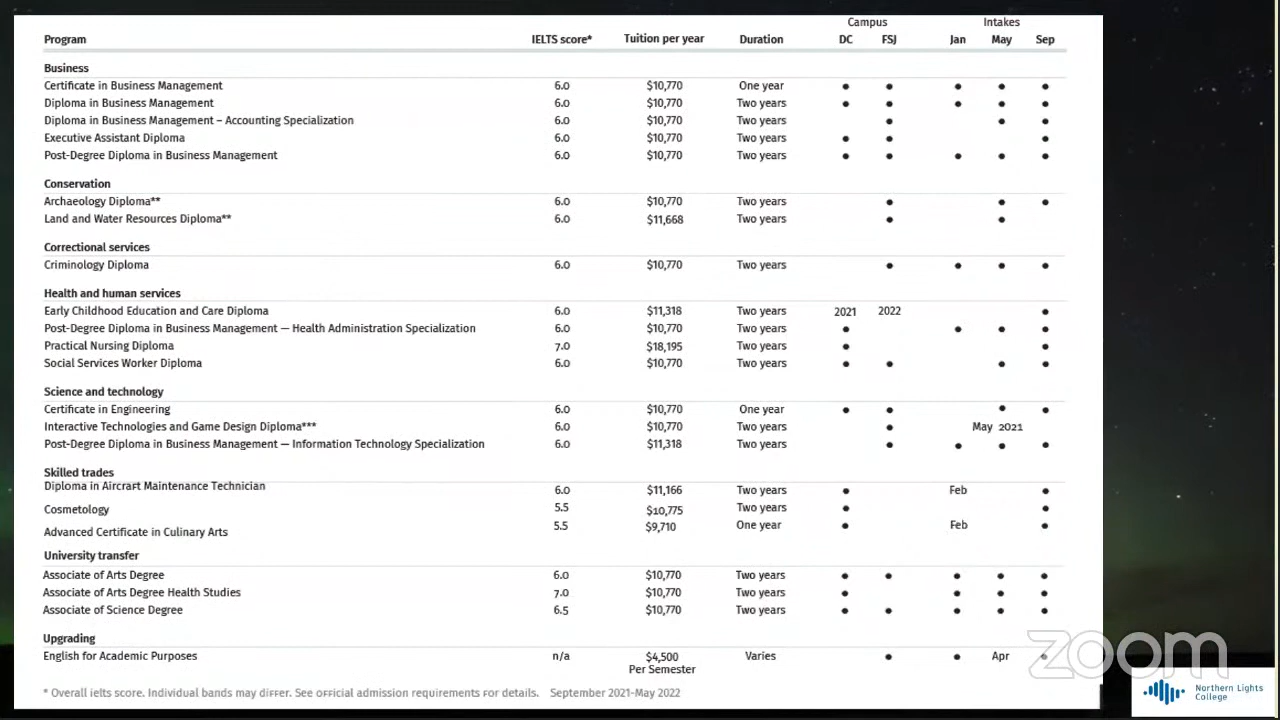 Campus Intakes
Program IELTS score* Tuition per year Duration DC FSJ Jan May Sep
Business
Certificate in Business Management 6.0 $10,770 One year ● ● ● ● ●
Diploma in Business Management 6.0 $10,770 Two years ● ● ● ● ●
Diploma in Business Management – Accounting Specialization 6.0 $10,770 Two years ● ● ●
Executive Assistant Diploma 6.0 $10,770 Two years ● ● ●
Post-Degree Diploma in Business Management 6.0 $10,770 Two years ● ● ● ● ●
Conservation
Archaeology Diploma** 6.0 $10,770 Two years ● ● ●
Land and Water Resources Diploma** 6.0 $11,668 Two years ● ●
Correctional services
Criminology Diploma 6.0 $10,770 Two years ● ● ● ●
Health and human services
Early Childhood Education and Care Diploma 6.0 $11,318 Two years 2021 2022 ●
Post-Degree Diploma in Business Management — Health Administration Specialization 6.0 $10,770 Two years ● ● ● ●
Practical Nursing Diploma 7.0 $18,195 Two years ● ●
Social Services Worker Diploma 6.0 $10,770 Two years ● ● ● ●
Science and technology
Certificate in Engineering 6.0 $10,770 One year ● ● ● ●
Interactive Technologies and Game Design Diploma*** 6.0 $10,770 Two years ● May 2021
Post-Degree Diploma in Business Management — Information Technology Specialization 6.0 $11,318 Two years ● ● ● ●
Skilled trades
Diploma in Aircraft Maintenance Technician 6.0 $11,166 Two years ● Feb ●
Cosmetology 5.5 $10,775 Two years ● ●
Advanced Certificate in Culinary Arts 5.5 $9,710 One year ● Feb ●
University transfer
Associate of Arts Degree 6.0 $10,770 Two years ● ● ● ● ●
Associate of Arts Degree Health Studies 7.0 $10,770 Two years ● ● ● ●
Associate of Science Degree 6.5 $10,770 Two years ● ● ● ● ●
Upgrading
English for Academic Purposes n/a $4,500 Varies ● ● Apr ●
Per Semester
* Overall ielts score. Individual bands may differ. See official admission requirements for details. September 2021-May 2022
zoom
Northern Lights
College